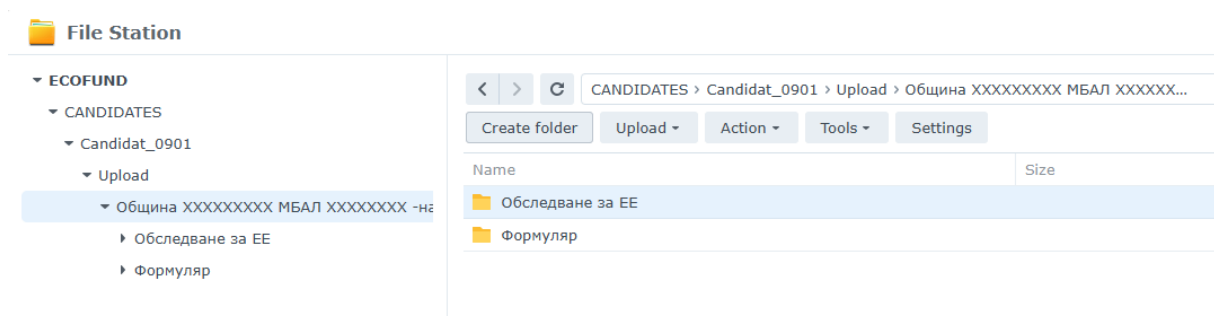 File Station
ECOFUND
CANDIDATES
Candidat_0901
Upload
Община XXXXXXXXX МБАЛ XXXXXXXX -на
Обследване за ЕЕ
Формуляр
CANDIDATES › Candidat_0901 › Upload › Община XXXXXXXXX МБАЛ XXXXXX...
Create folder Upload Action Tools Settings
Name Size
Обследване за ЕЕ
Формуляр